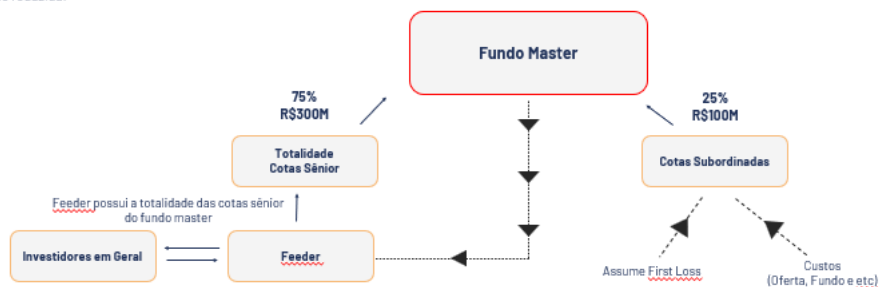 Fundo Master
75%
R$300M
25%
R$100M
Totalidade
Cotas Sênior
Cotas Subordinadas
Feeder possui a totalidade das cotas sênior
do fundo master
Investidores em Geral
Feeder
Assume First Loss
Custos
(Oferta, Fundo e etc)